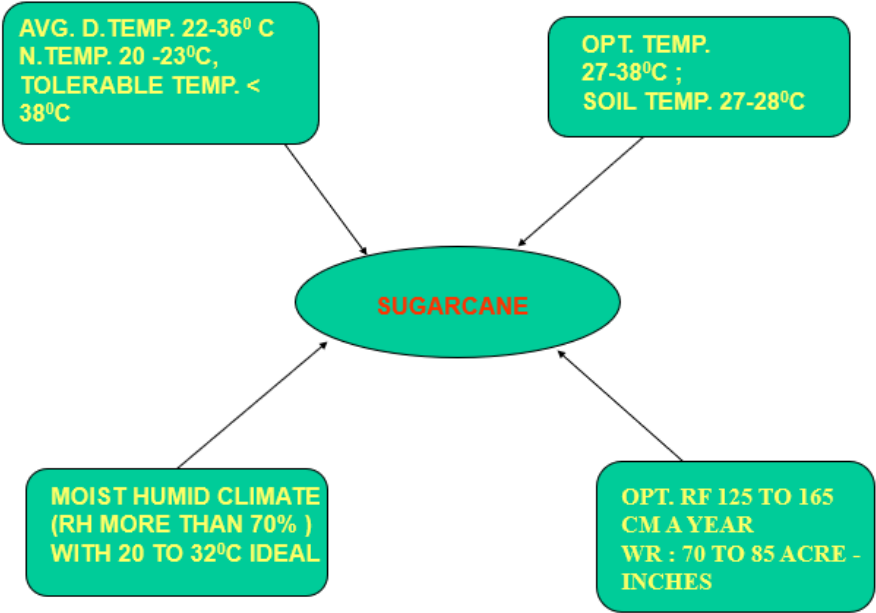 AVG. D.TEMP. 22-36⁰ C
N.TEMP. 20 -23⁰C,
TOLERABLE TEMP. <
38⁰C
OPT. TEMP.
27-38⁰C ;
SOIL TEMP. 27-28⁰C
SUGARCANE
MOIST HUMID CLIMATE
(RH MORE THAN 70% )
WITH 20 TO 32⁰C IDEAL
OPT. RF 125 TO 165
CM A YEAR
WR : 70 TO 85 ACRE -
INCHES